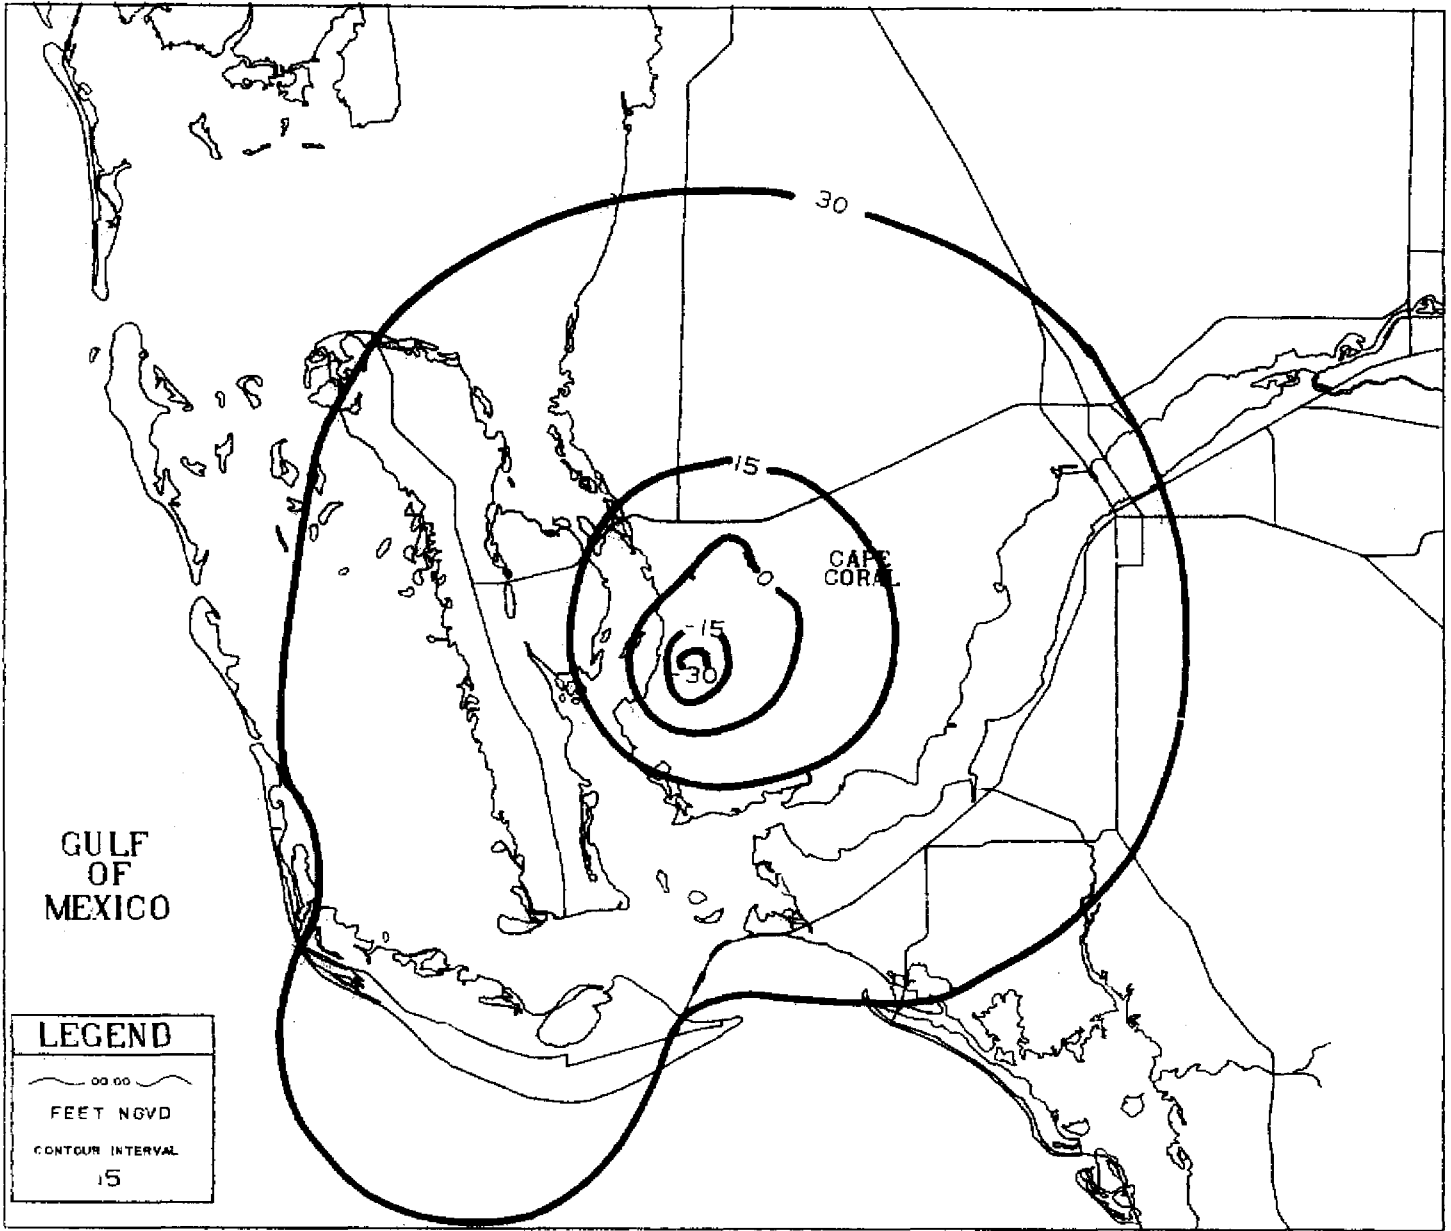 30
15
CAPE
CORAL
0
-15
-30
GULF
OF
MEXICO
LEGEND
00.00
FEET NGVD
CONTOUR INTERVAL
15